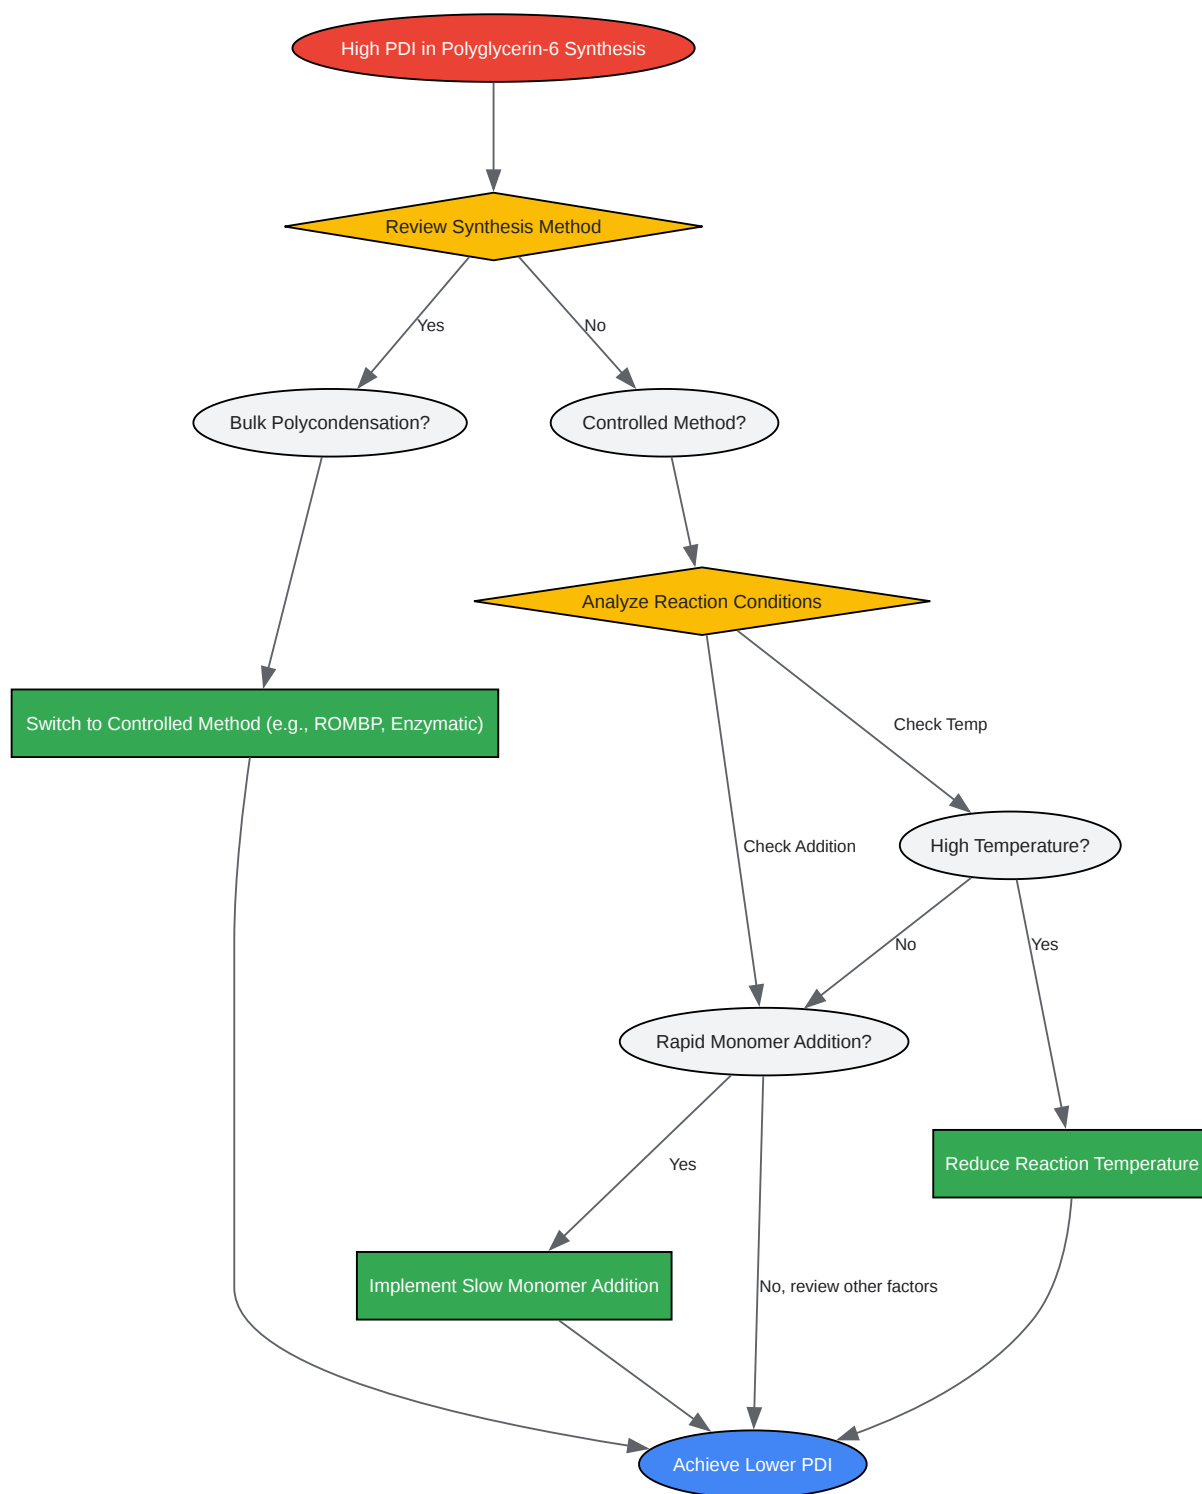 High PDI in Polyglycerin-6 Synthesis
Review Synthesis Method
Yes
No
Bulk Polycondensation?
Controlled Method?
Analyze Reaction Conditions
Switch to Controlled Method (e.g., ROMBP, Enzymatic)
Check Temp
Check Addition
High Temperature?
No
Yes
Rapid Monomer Addition?
Yes
Reduce Reaction Temperature
Implement Slow Monomer Addition
No, review other factors
Achieve Lower PDI